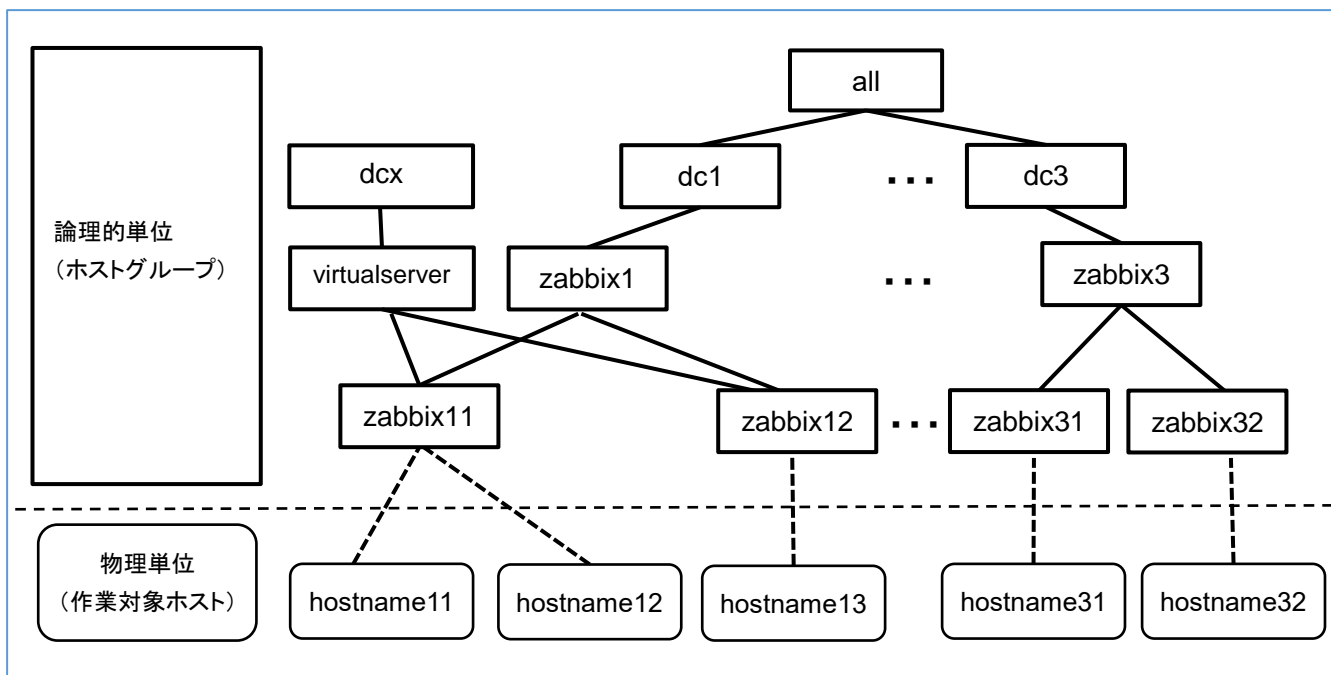 all
dcx
dc1
...
dc3
論理的単位
（ホストグループ）
virtualserver
zabbix1
...
zabbix3
zabbix11
zabbix12
...
zabbix31
zabbix32
物理単位
（作業対象ホスト）
hostname11
hostname12
hostname13
hostname31
hostname32